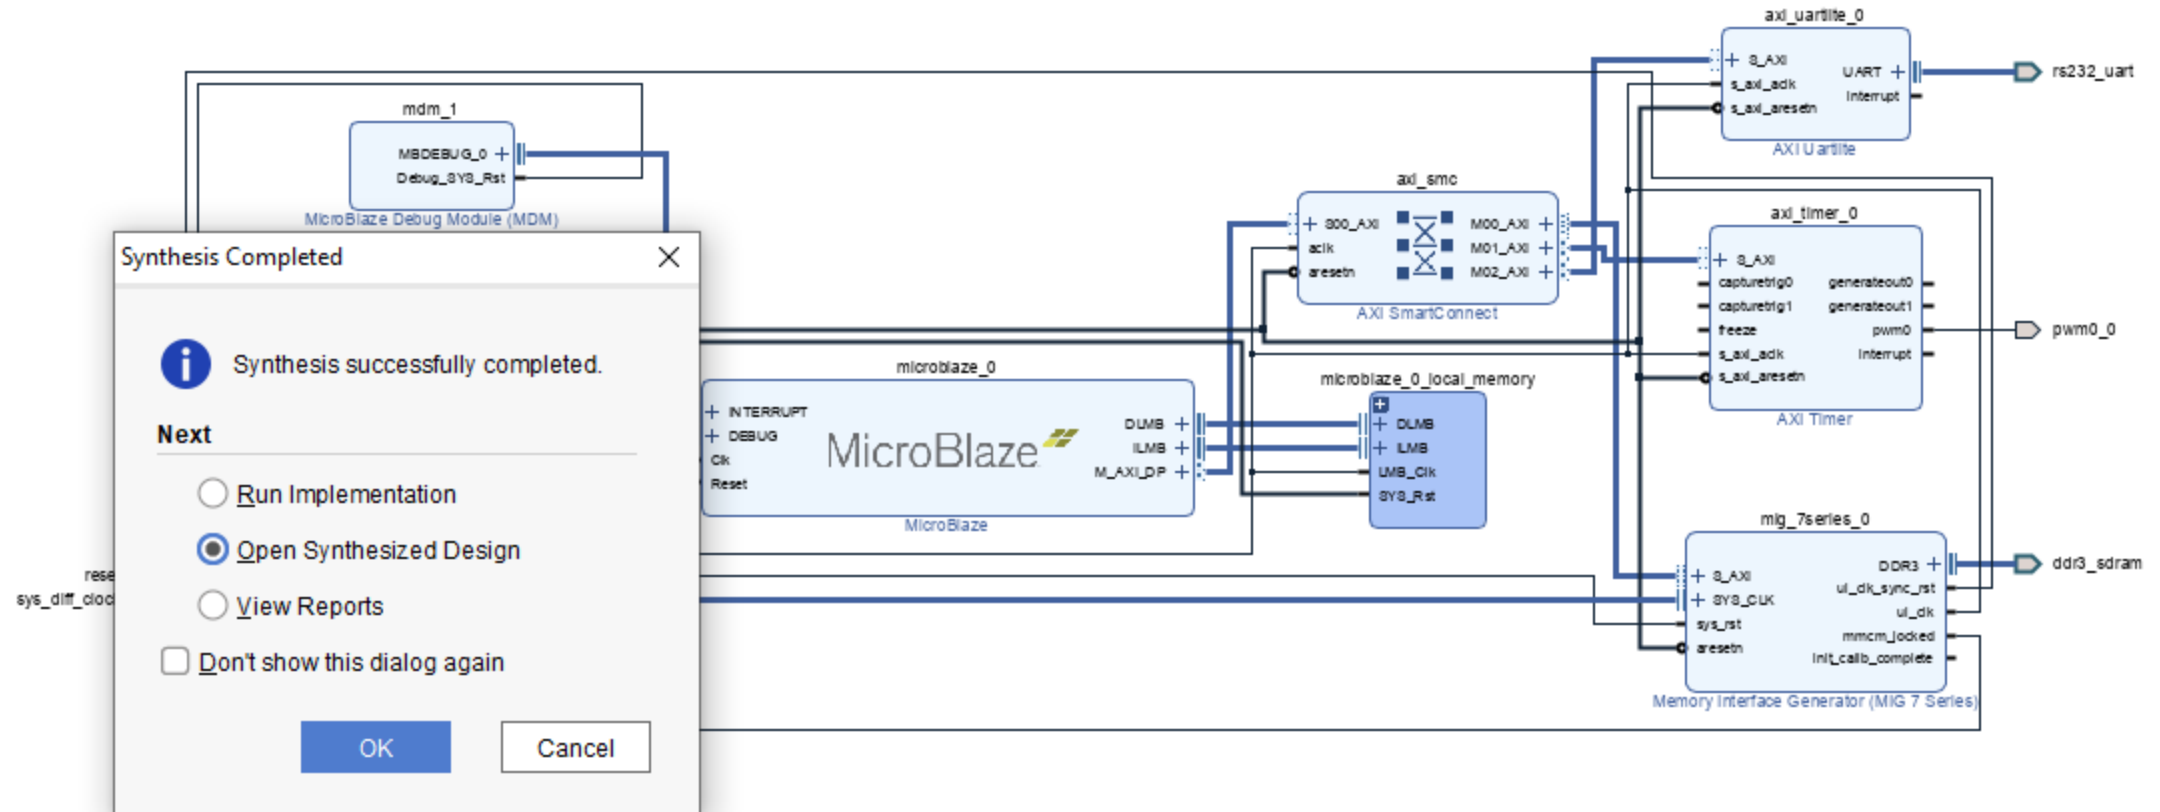 axi_uartlite_0
S_AXI
s_axi_aclk
s_axi_aresetn
UART
interrupt
AXI Uartlite
rs232_uart
mdm_1
MBDEBUG_0
Debug_SYS_Rst
MicroBlaze Debug Module (MDM)
axi_smc
S00_AXI
aclk
aresetn
M00_AXI
M01_AXI
M02_AXI
AXI SmartConnect
axi_timer_0
S_AXI
capturetrig0
capturetrig1
freeze
s_axi_aclk
s_axi_aresetn
generateout0
generateout1
pwm0
interrupt
AXI Timer
pwm0_0
Synthesis Completed
Synthesis successfully completed.
Next
Run Implementation
Open Synthesized Design
View Reports
Don't show this dialog again
OK
Cancel
microblaze_0
INTERRUPT
DEBUG
Clk
Reset
MicroBlaze
DLMB
ILMB
M_AXI_DP
MicroBlaze
microblaze_0_local_memory
DLMB
ILMB
LMB_Clk
SYS_Rst
rese
sys_diff_cloc
mig_7series_0
S_AXI
SYS_CLK
sys_rst
aresetn
DDR3
ui_clk_sync_rst
ui_clk
mmcm_locked
init_calib_complete
Memory Interface Generator (MIG 7 Series)
ddr3_sdram